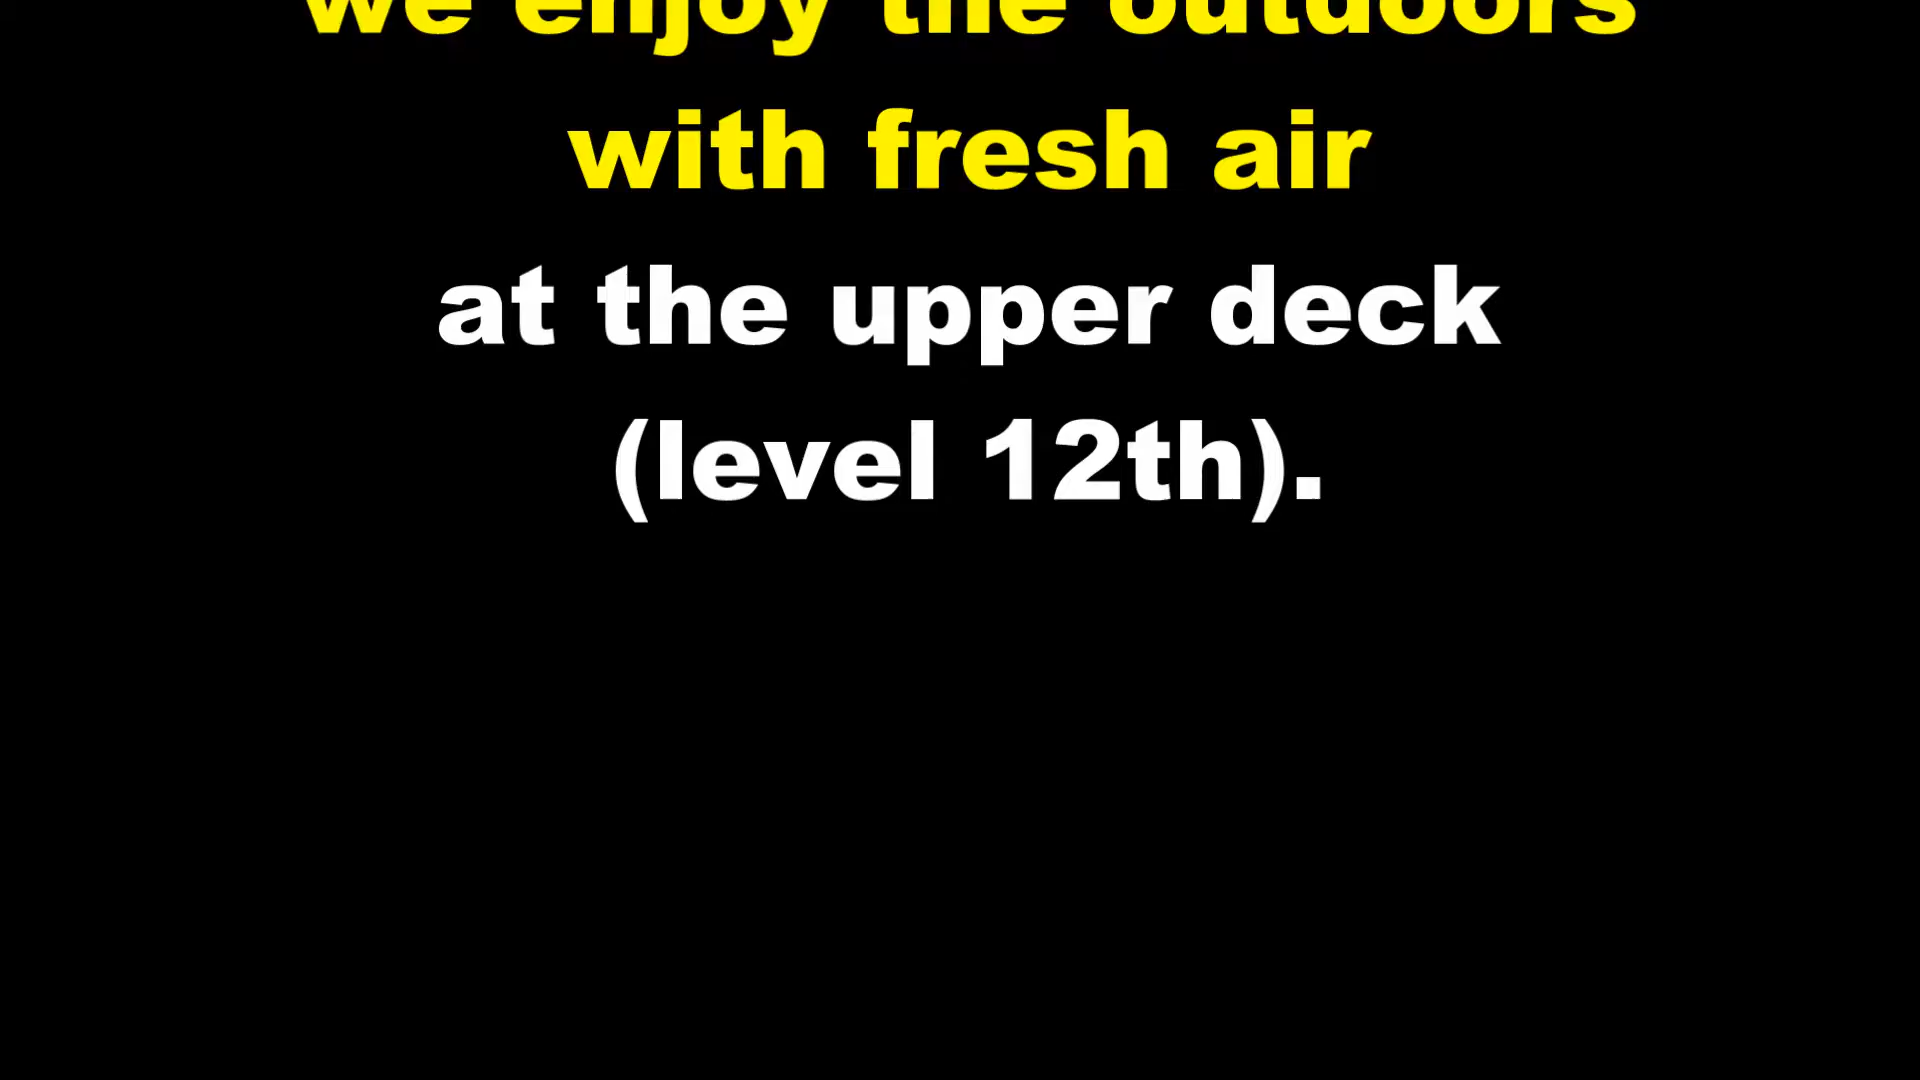 we enjoy the outdoors
with fresh air
at the upper deck
(level 12th).